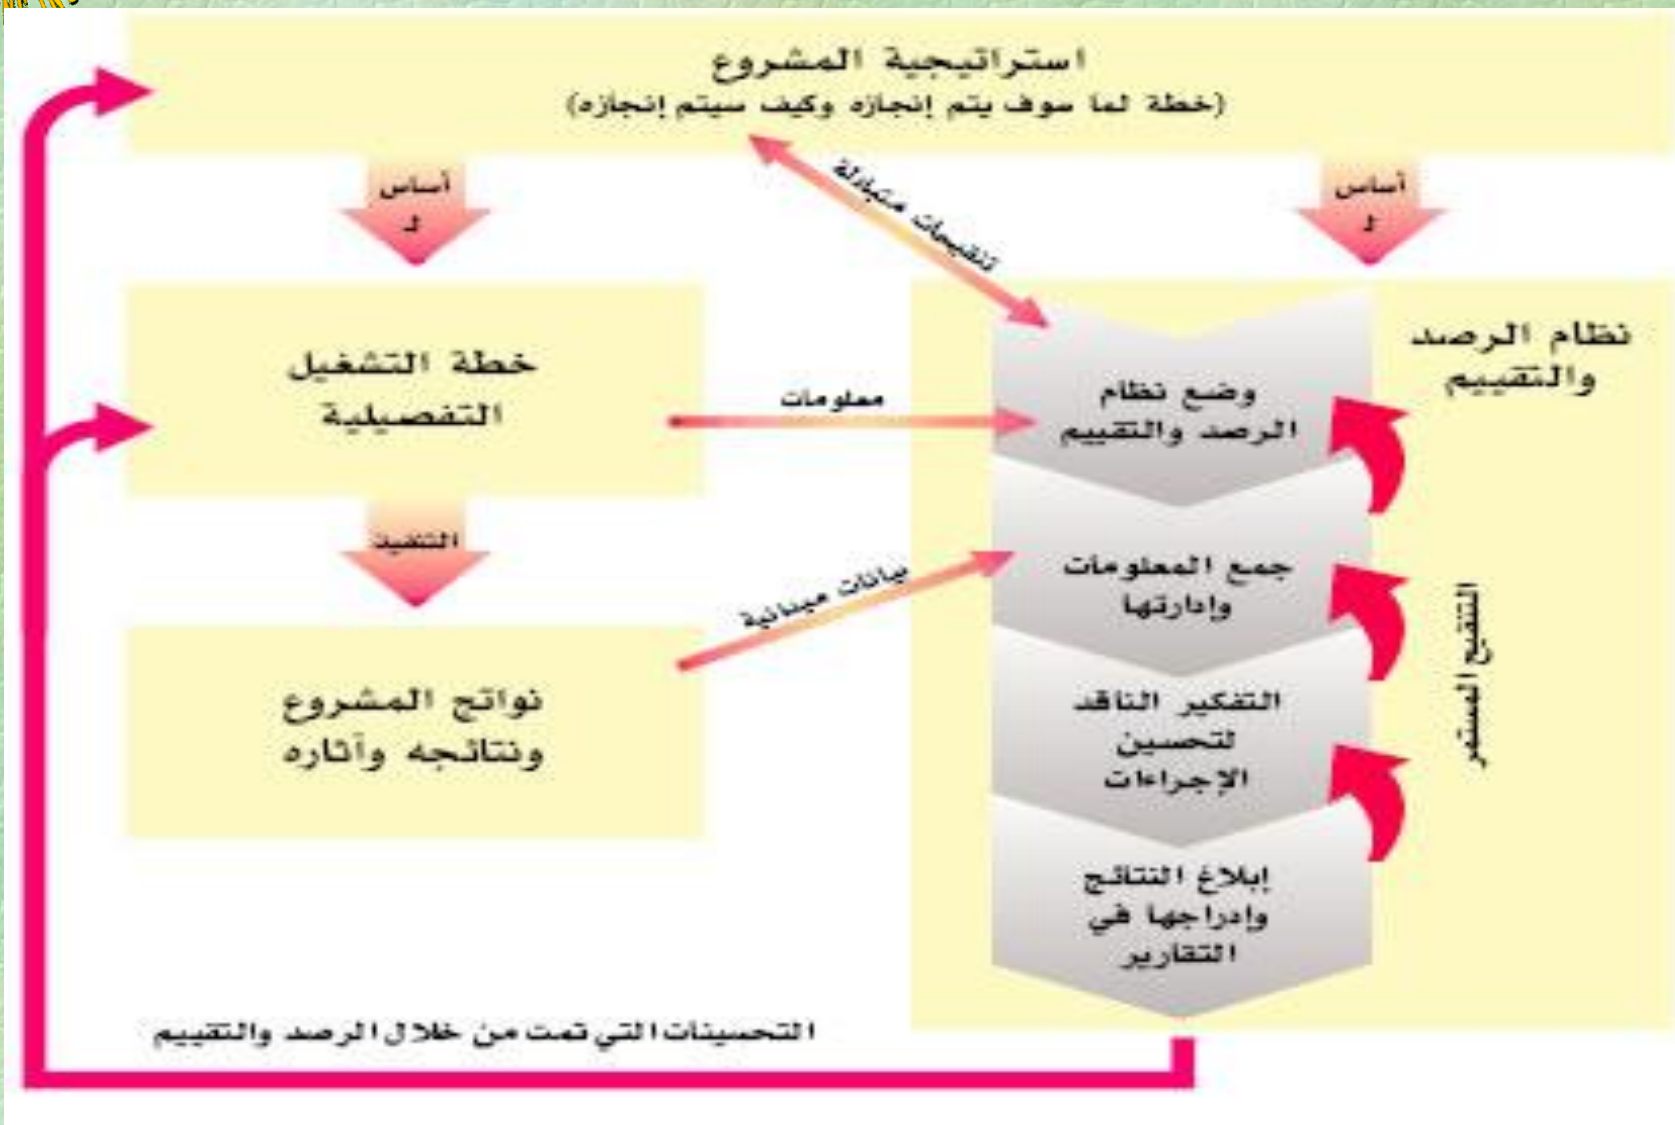 استراتيجية المشروع
(خطة لما سوف يتم إنجازه وكيف سيتم إنجازه)
أساس
لـ
أساس
لـ
تنقيحات متبادلة
نظام الرصد
والتقييم
وضع نظام
الرصد والتقييم
معلومات
خطة التشغيل
التفصيلية
التنفيذ
جمع المعلومات
وإدارتها
بيانات ميدانية
التنقيح المستمر
نواتج المشروع
ونتائجه وآثاره
التفكير الناقد
لتحسين
الإجراءات
إبلاغ النتائج
وإدراجها في
التقارير
التحسينات التي تمت من خلال الرصد والتقييم